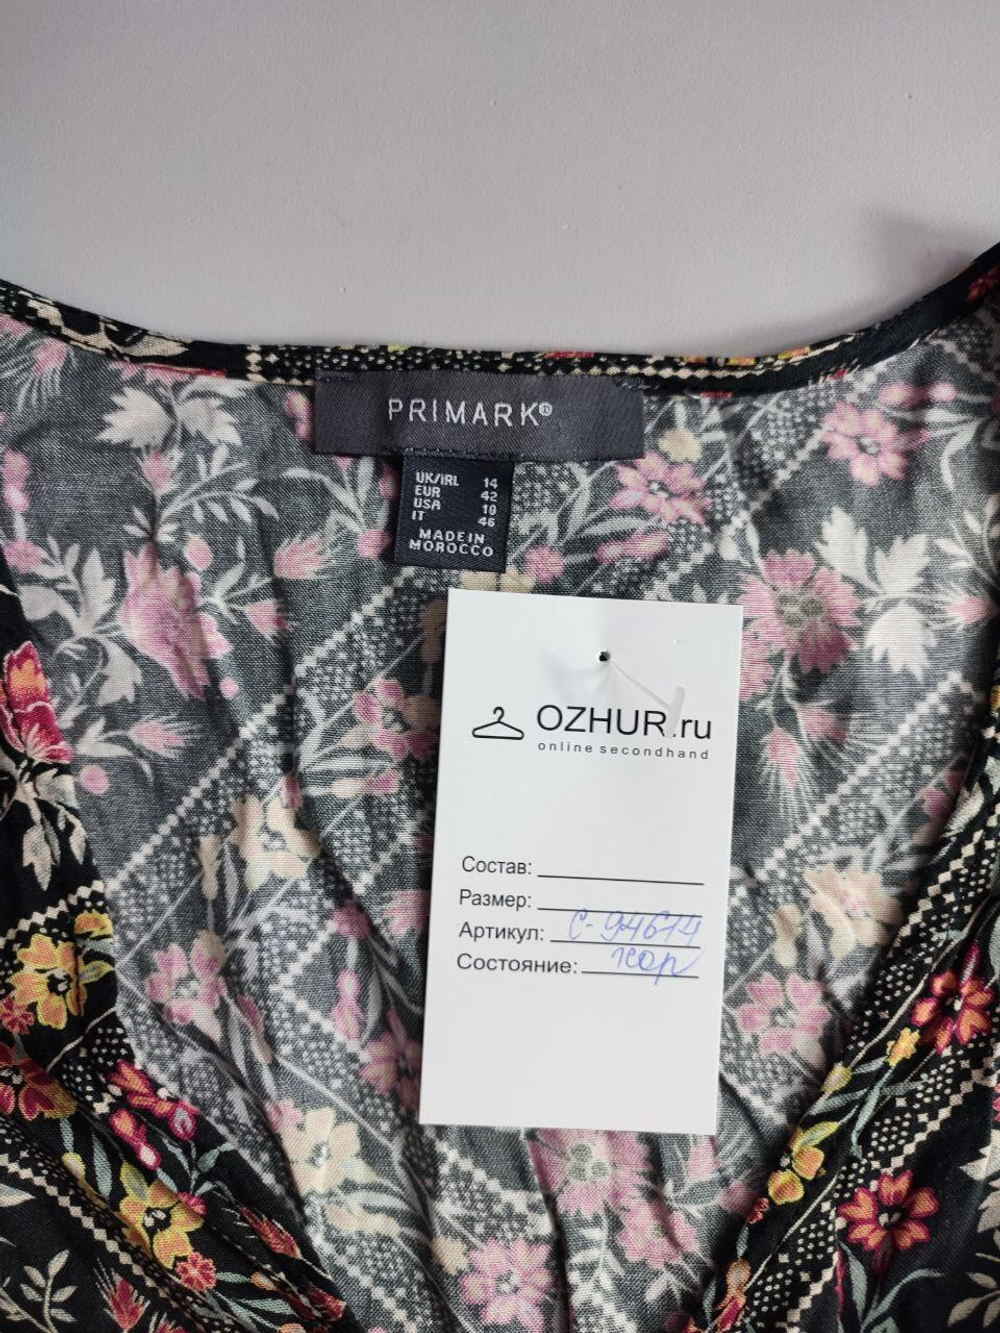 PRIMARK®
UK/IRL 14
EUR 42
USA 10
IT 46
MADE IN
MOROCCO
OZHUR.ru
online secondhand
Состав:
Размер:
Артикул: С-94674
Состояние: хор